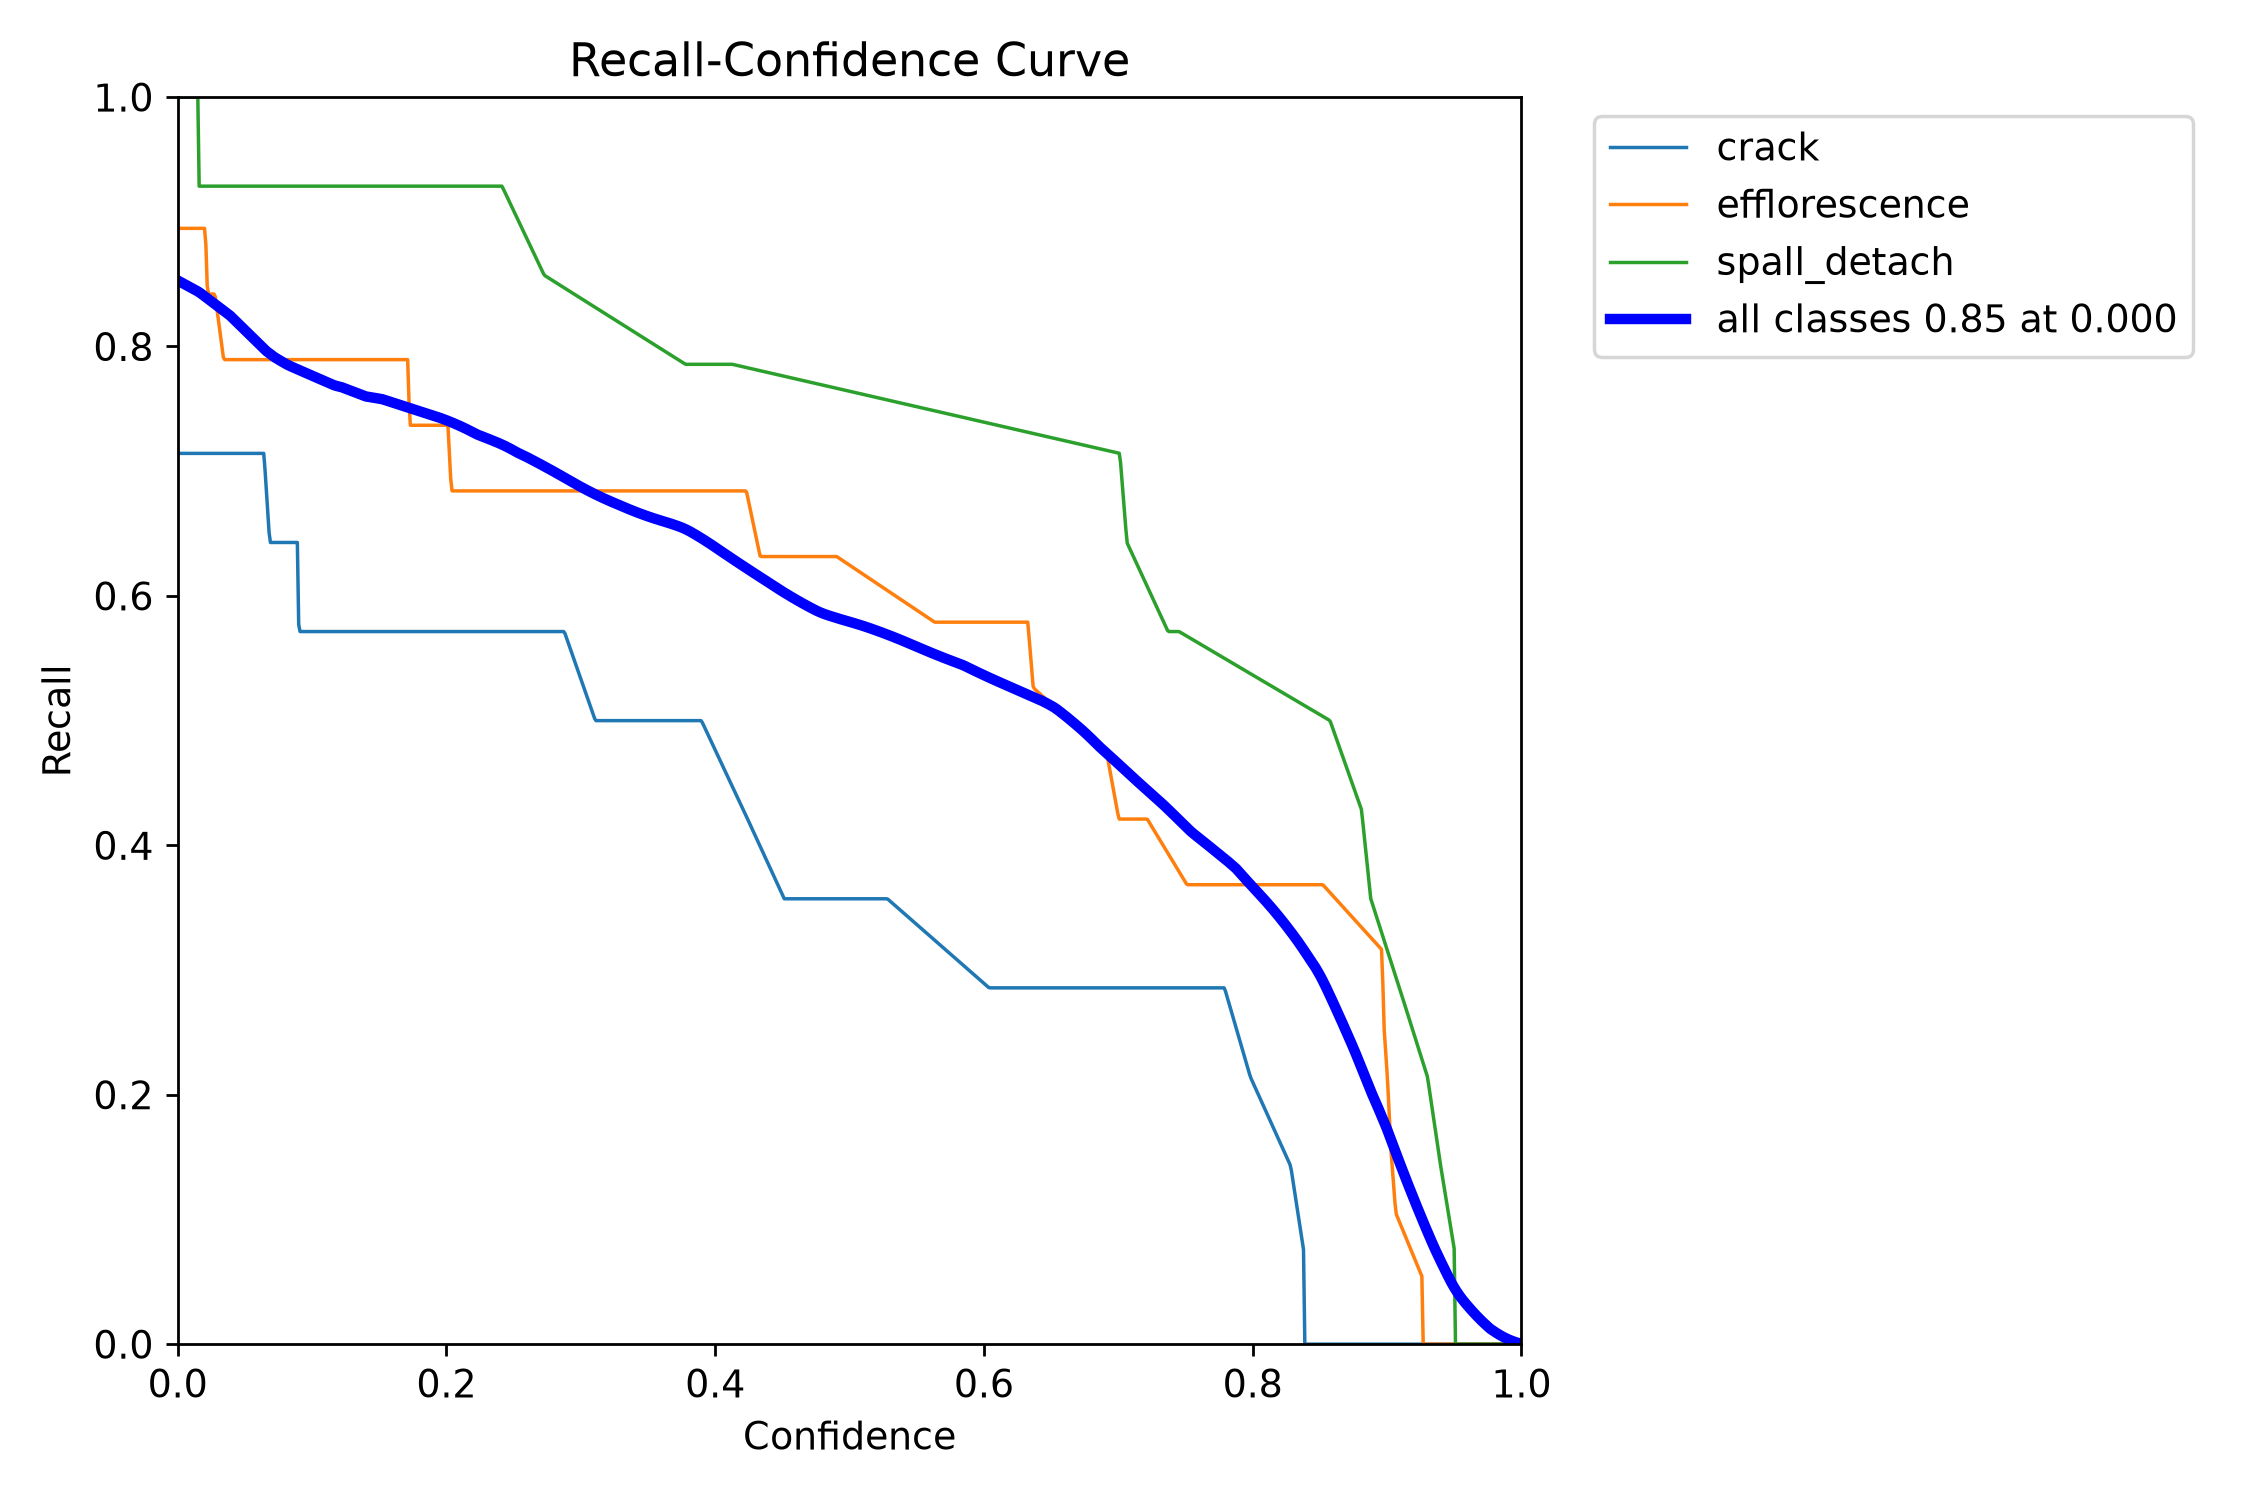 Recall-Confidence Curve
1.0
0.8
0.6
0.4
0.2
0.0
Recall
0.0 0.2 0.4 0.6 0.8 1.0
Confidence
crack
efflorescence
spall_detach
all classes 0.85 at 0.000